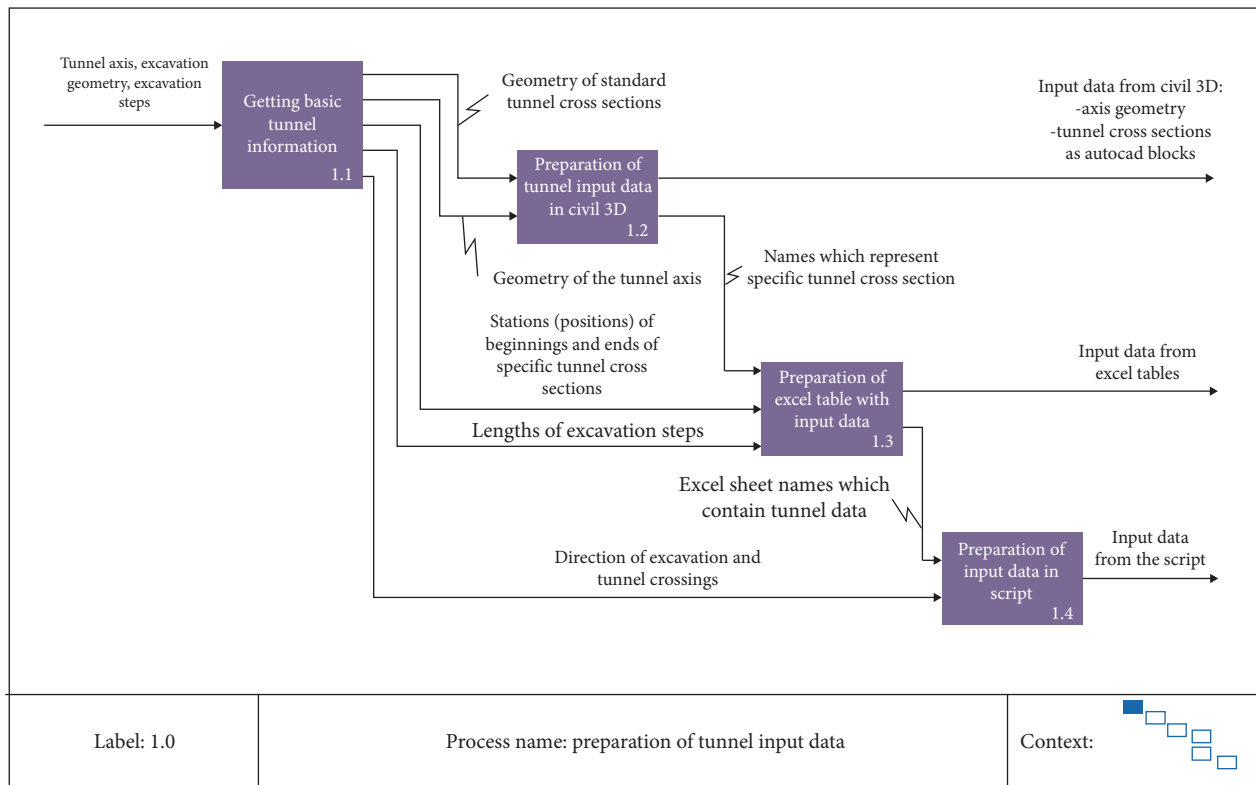 Tunnel axis, excavation
geometry, excavation
steps
Getting basic
tunnel
information
1.1
Geometry of standard
tunnel cross sections
Input data from civil 3D:
-axis geometry
-tunnel cross sections
as autocad blocks
Preparation of
tunnel input data
in civil 3D
1.2
Geometry of the tunnel axis
Names which represent
specific tunnel cross section
Stations (positions) of
beginnings and ends of
specific tunnel cross
sections
Preparation of
excel table with
input data
1.3
Input data from
excel tables
Lengths of excavation steps
Excel sheet names which
contain tunnel data
Direction of excavation and
tunnel crossings
Preparation of
input data in
script
1.4
Input data
from the script
Label: 1.0
Process name: preparation of tunnel input data
Context: